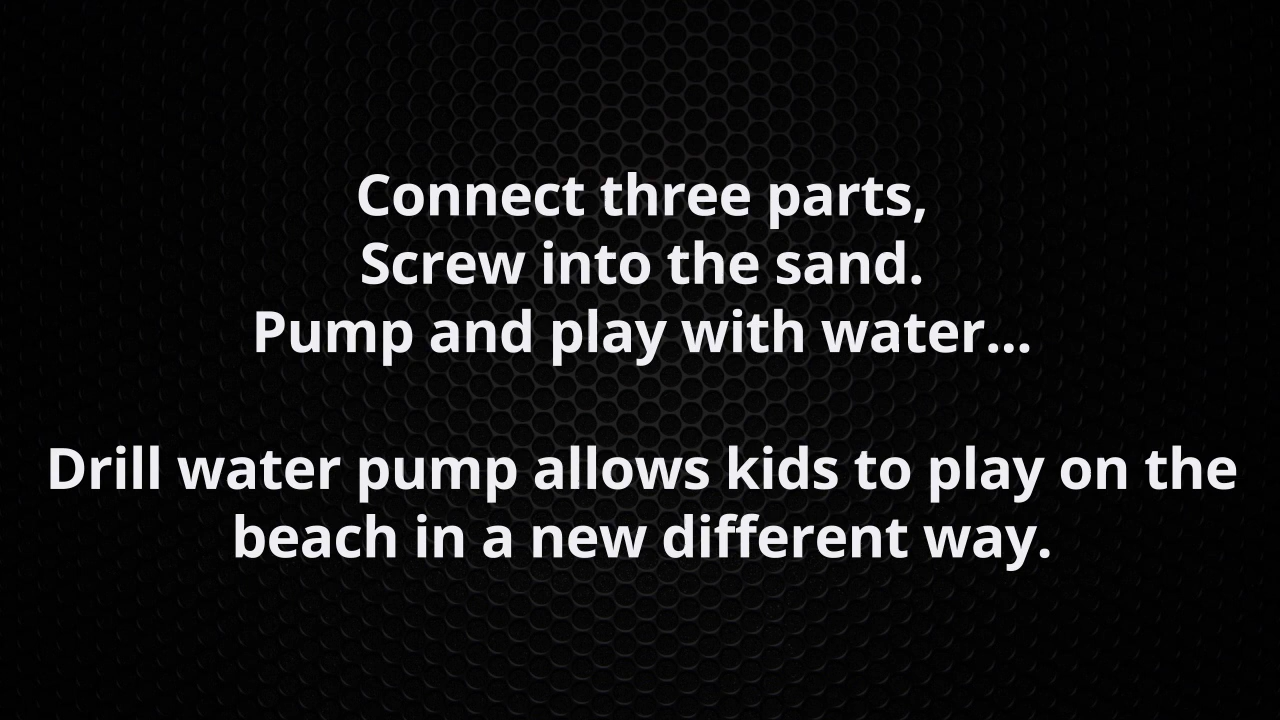 Connect three parts,
Screw into the sand.
Pump and play with water...
Drill water pump allows kids to play on the
beach in a new different way.